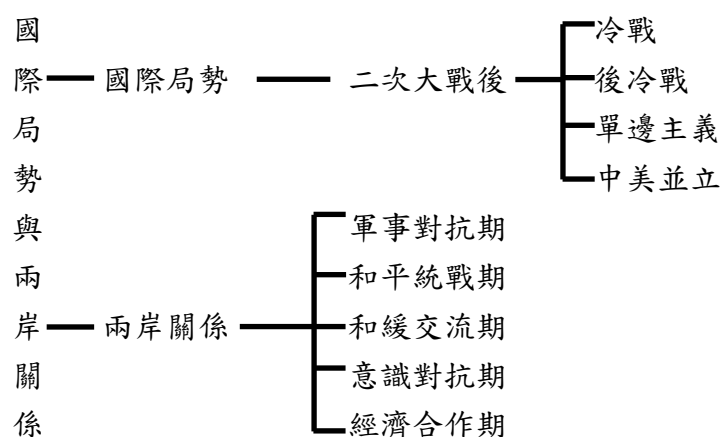 國際局勢與兩岸關係
國際局勢
二次大戰後
冷戰
後冷戰
單邊主義
中美並立
兩岸關係
軍事對抗期
和平統戰期
和緩交流期
意識對抗期
經濟合作期